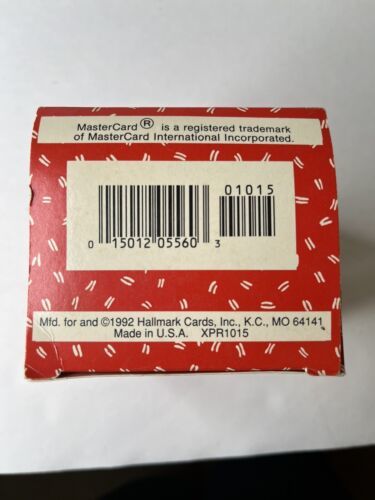 MasterCard ® is a registered trademark
of MasterCard International Incorporated.
01015
0 15012 05560 3
Mfd. for and ©1992 Hallmark Cards, Inc., K.C., MO 64141
Made in U.S.A. XPR1015